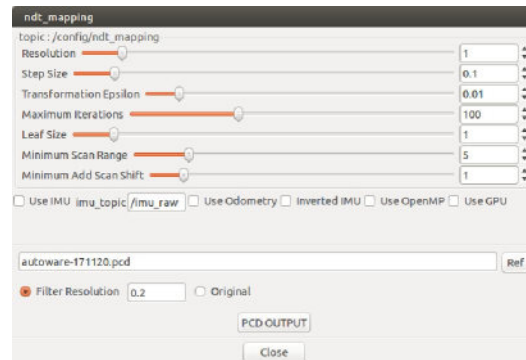 ndt_mapping
topic : /config/ndt_mapping
Resolution 1
Step Size 0.1
Transformation Epsilon 0.01
Maximum Iterations 100
Leaf Size 1
Minimum Scan Range 5
Minimum Add Scan Shift 1
Use IMU imu_topic /imu_raw Use Odometry Inverted IMU Use OpenMP Use GPU
autoware-171120.pcd Ref
Filter Resolution 0.2 Original
PCD OUTPUT
Close